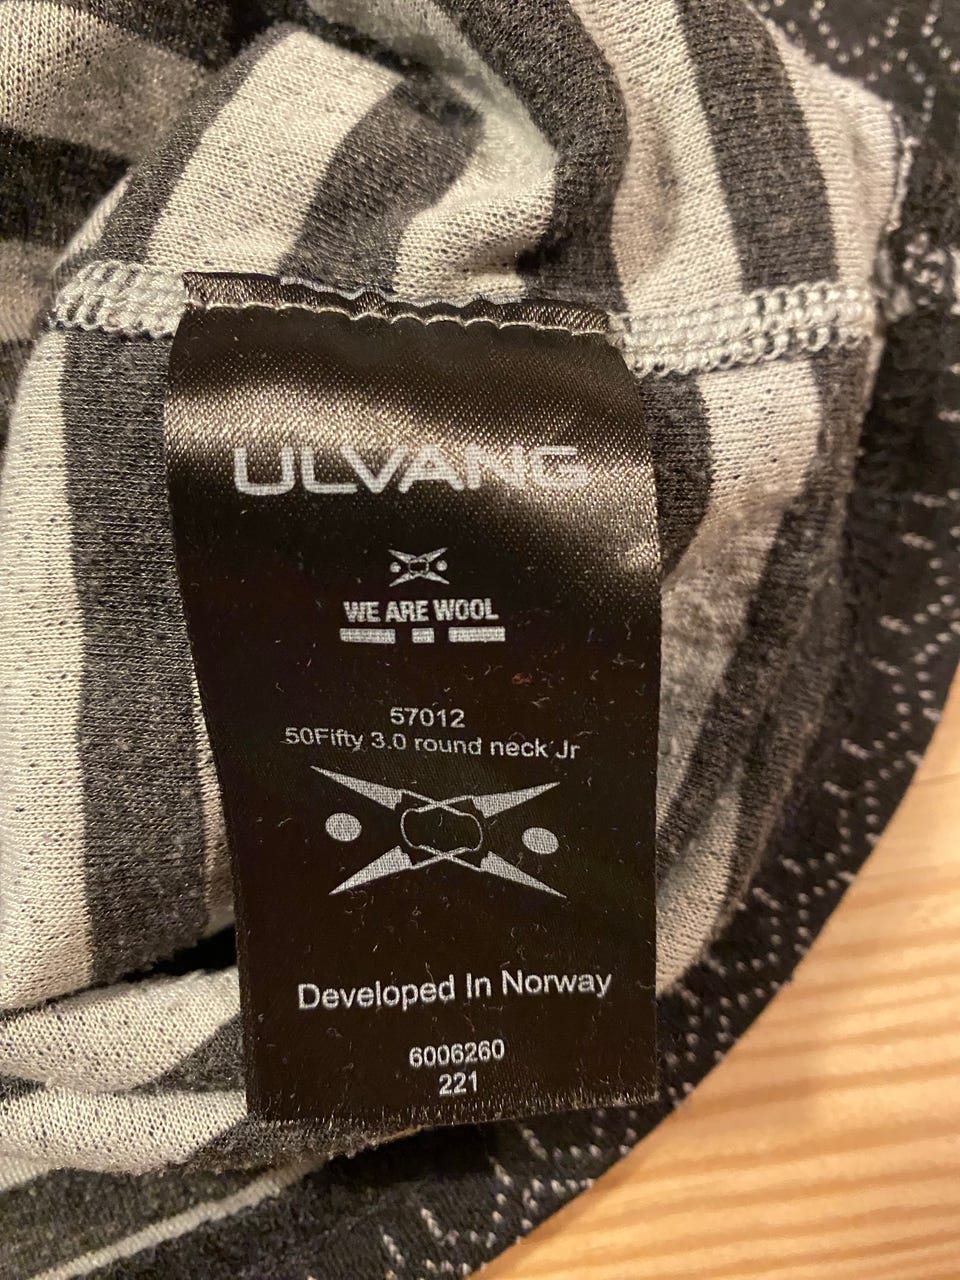 ULVANG
WE ARE WOOL
57012
50Fifty 3.0 round neck Jr
Developed In Norway
6006260
221